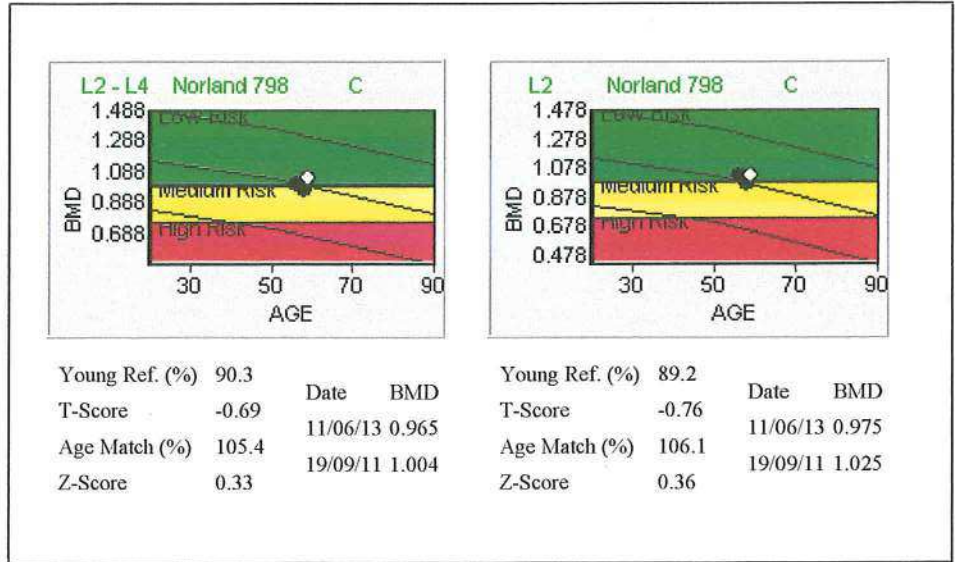 L2 - L4 Norland 798 C
1.488
1.288
1.088
0.888
0.688
BMD
Low Risk
Medium Risk
High Risk
30 50 70 90
AGE
Young Ref. (%) 90.3
T-Score -0.69
Age Match (%) 105.4
Z-Score 0.33
Date BMD
11/06/13 0.965
19/09/11 1.004
L2 Norland 798 C
1.478
1.278
1.078
0.878
0.678
0.478
BMD
Low Risk
Medium Risk
High Risk
30 50 70 90
AGE
Young Ref. (%) 89.2
T-Score -0.76
Age Match (%) 106.1
Z-Score 0.36
Date BMD
11/06/13 0.975
19/09/11 1.025